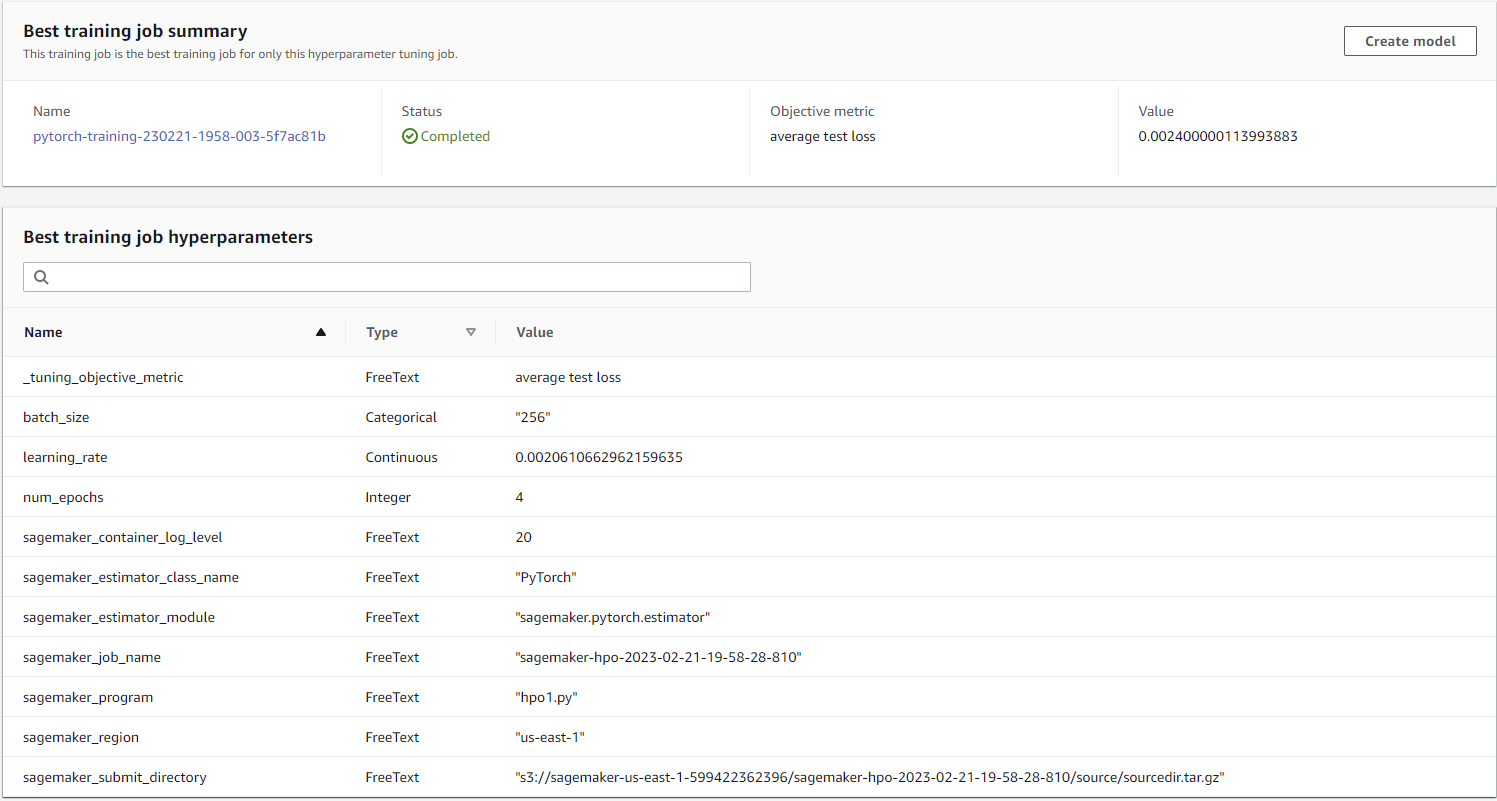 Best training job summary
This training job is the best training job for only this hyperparameter tuning job.
Create model
Name Status Objective metric Value
pytorch-training-230221-1958-003-5f7ac81b Completed average test loss 0.002400000113993883
Best training job hyperparameters
Name Type Value
_tuning_objective_metric FreeText average test loss
batch_size Categorical "256"
learning_rate Continuous 0.0020610662962159635
num_epochs Integer 4
sagemaker_container_log_level FreeText 20
sagemaker_estimator_class_name FreeText "PyTorch"
sagemaker_estimator_module FreeText "sagemaker.pytorch.estimator"
sagemaker_job_name FreeText "sagemaker-hpo-2023-02-21-19-58-28-810"
sagemaker_program FreeText "hpo1.py"
sagemaker_region FreeText "us-east-1"
sagemaker_submit_directory FreeText "s3://sagemaker-us-east-1-599422362396/sagemaker-hpo-2023-02-21-19-58-28-810/source/sourcedir.tar.gz"